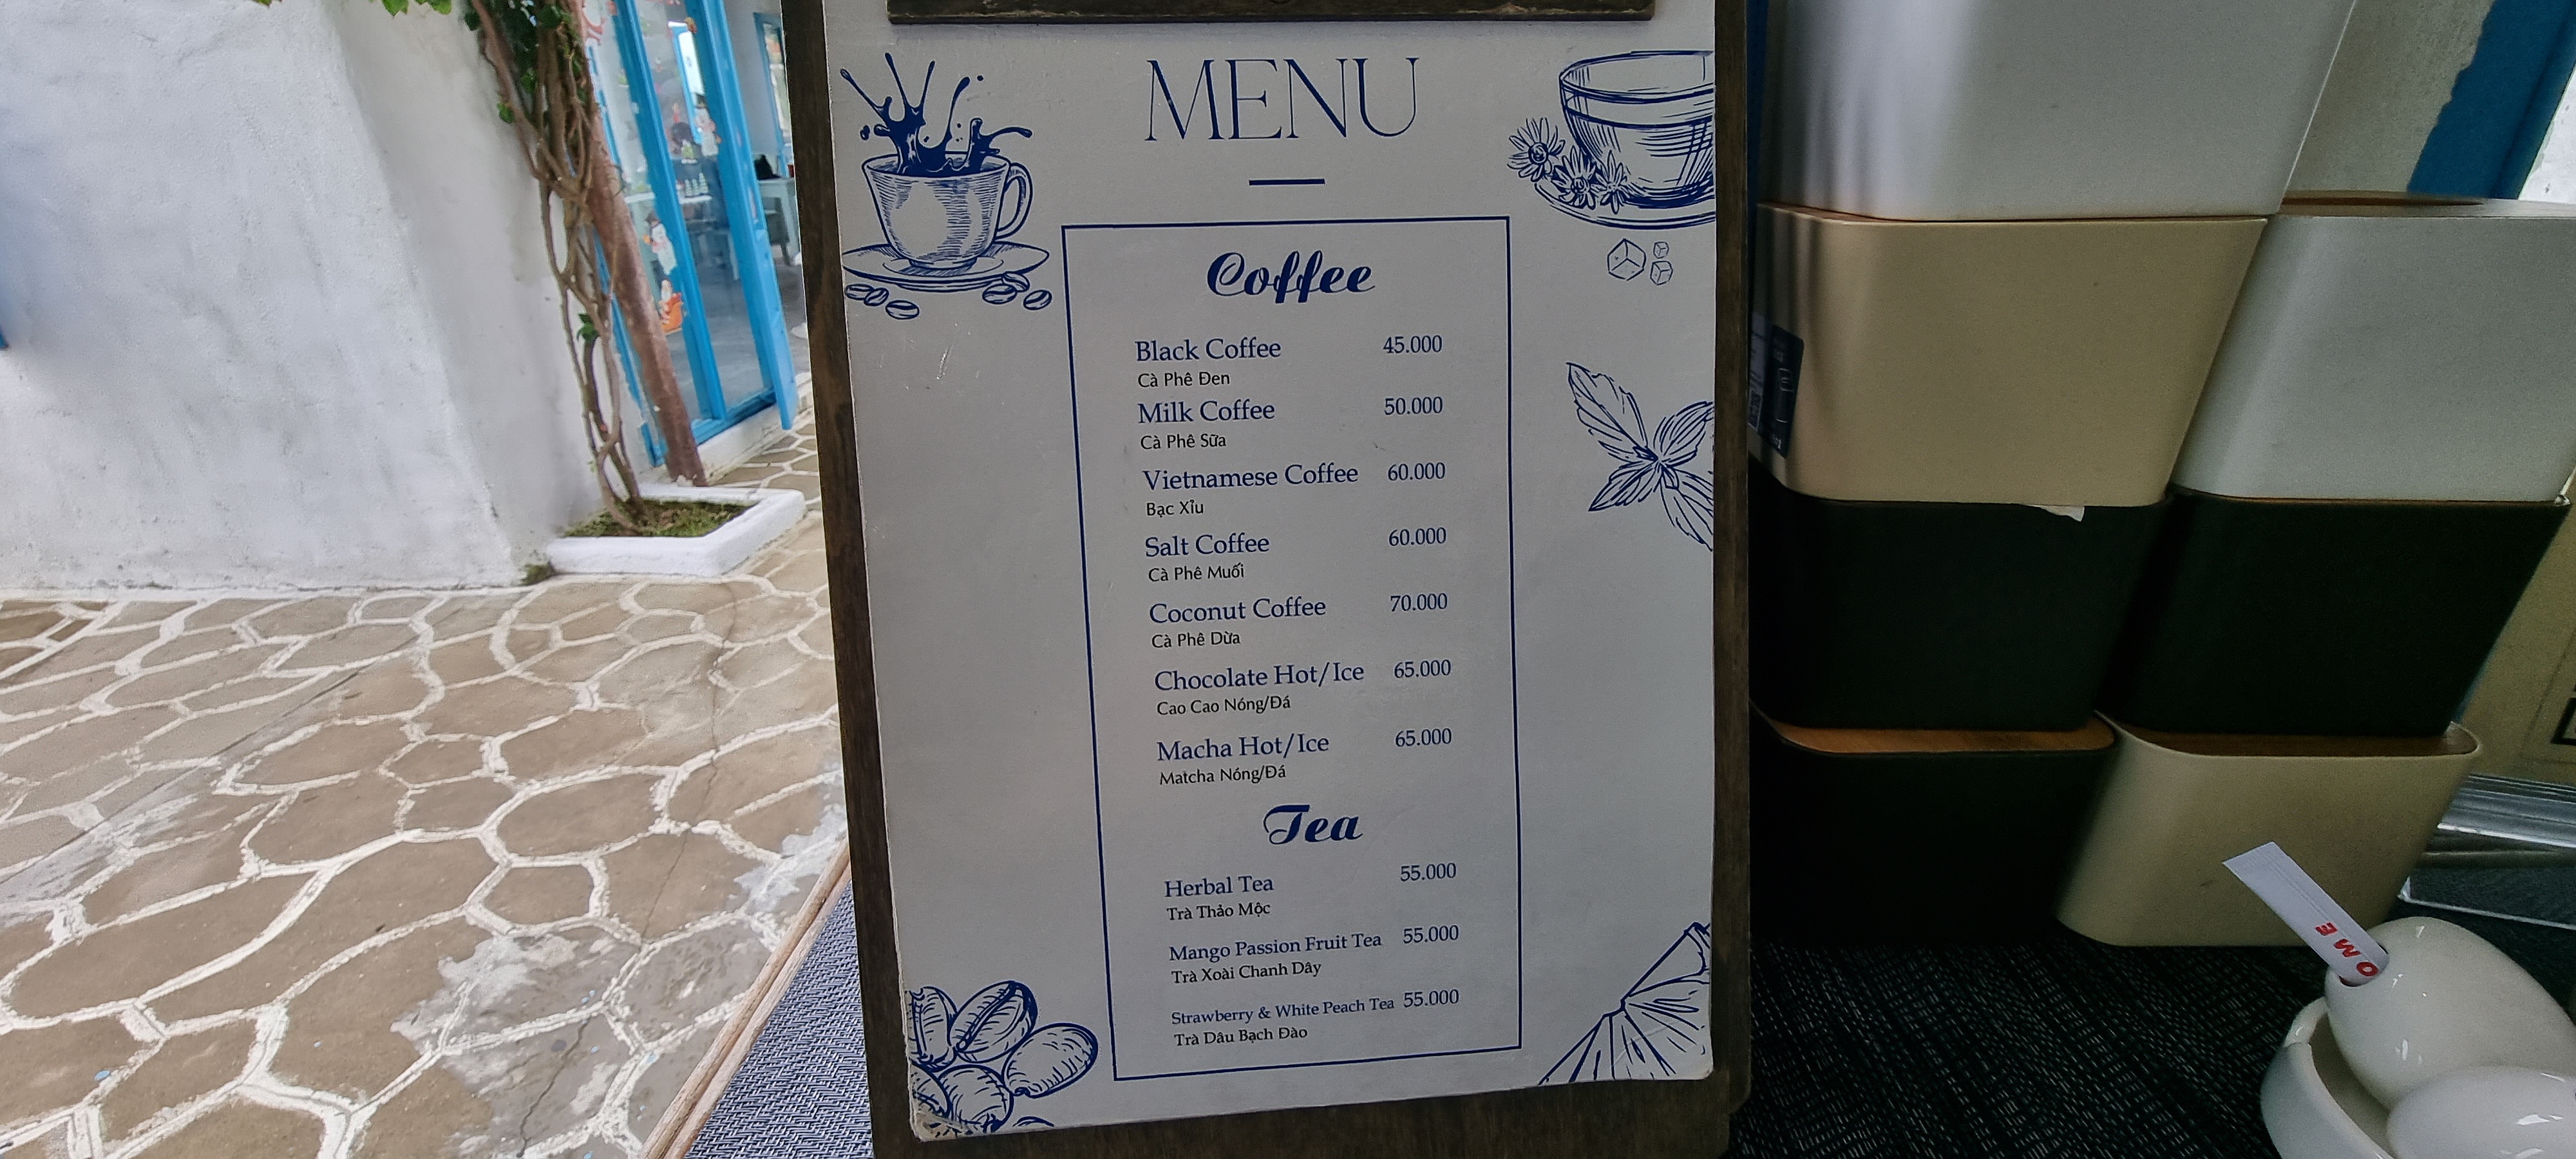 MENU
Coffee
Black Coffee 45.000
Cà Phê Đen
Milk Coffee 50.000
Cà Phê Sữa
Vietnamese Coffee 60.000
Bạc Xỉu
Salt Coffee 60.000
Cà Phê Muối
Coconut Coffee 70.000
Cà Phê Dừa
Chocolate Hot/Ice 65.000
Cao Cao Nóng/Đá
Macha Hot/Ice 65.000
Matcha Nóng/Đá
Tea
Herbal Tea 55.000
Trà Thảo Mộc
Mango Passion Fruit Tea 55.000
Trà Xoài Chanh Dây
Strawberry & White Peach Tea 55.000
Trà Dâu Bạch Đào
OME